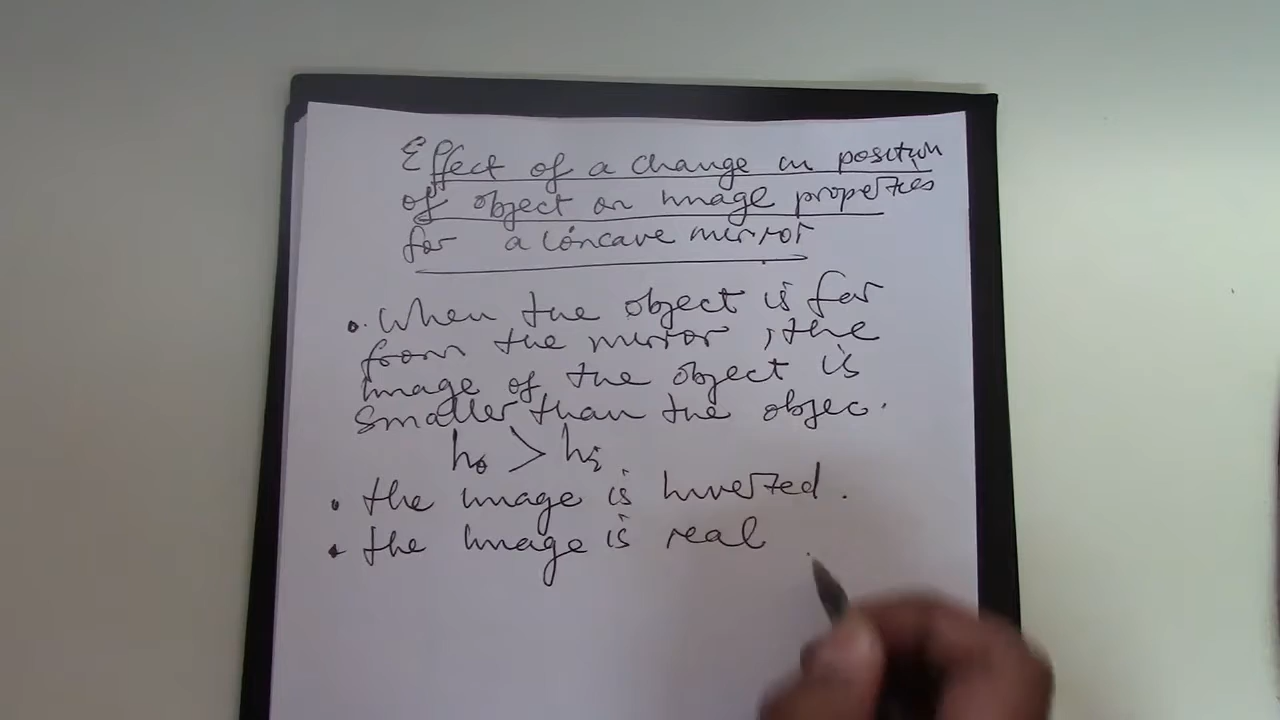 Effect of a change in position
of object on image properties
for a concave mirror
• When the object is far
from the mirror, the
image of the object is
smaller than the objec.
ho > hi
• the image is inverted.
• the image is real